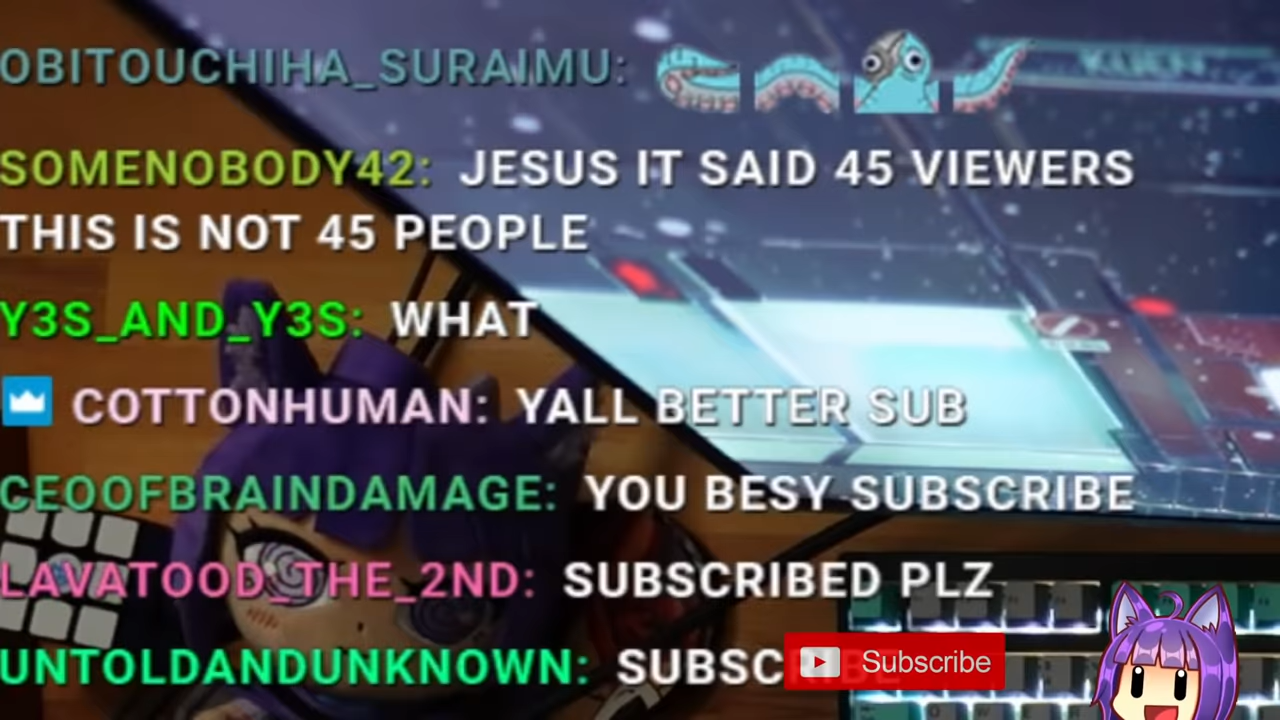 OBITOUCHIHA_SURAIMU:
SOMENOBODY42: JESUS IT SAID 45 VIEWERS
THIS IS NOT 45 PEOPLE
Y3S_AND_Y3S: WHAT
COTTONHUMAN: YALL BETTER SUB
CEOOFBRAINDAMAGE: YOU BESY SUBSCRIBE
LAVATOOD_THE_2ND: SUBSCRIBED PLZ
UNTOLDANDUNKNOWN: SUBSCRIBE
Subscribe